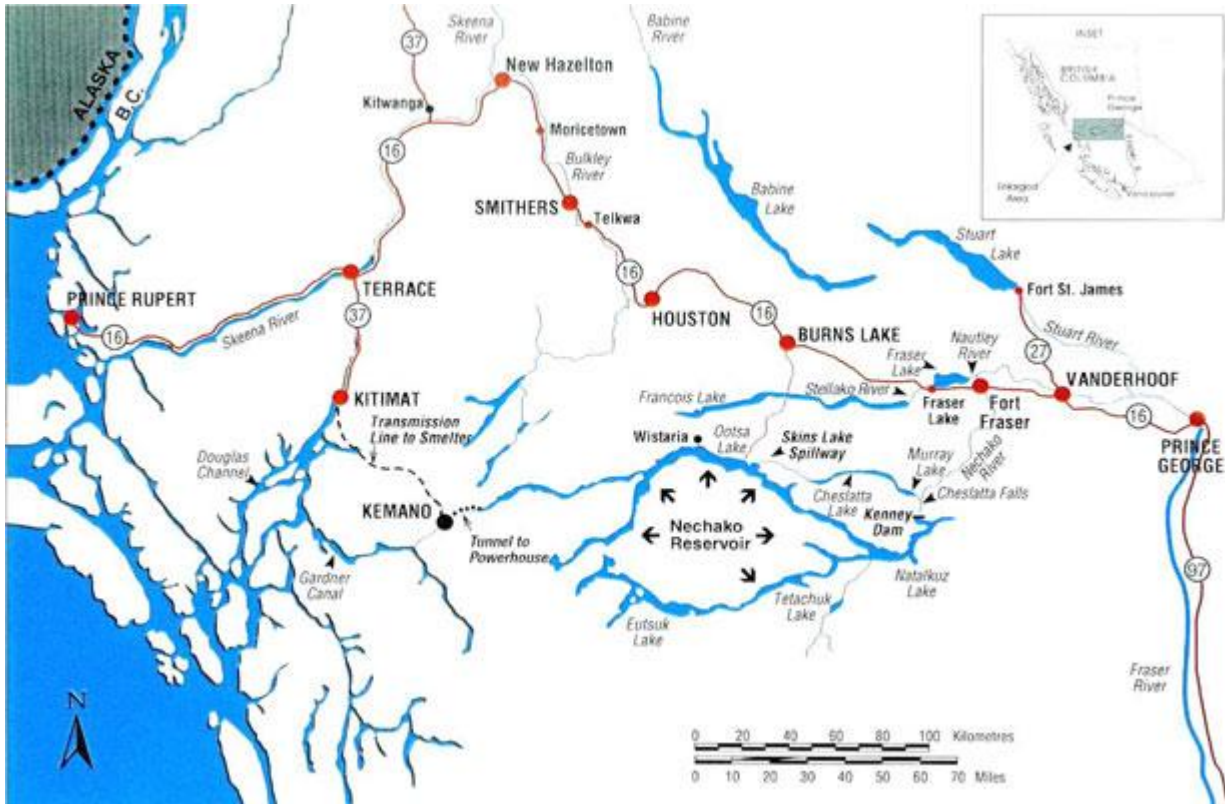 ALASKA
B.C.
37
Skeena
River
Babine
River
New Hazelton
Kitwanga
Moricetown
16
Bulkley
River
SMITHERS
Telkwa
Babine
Lake
INSET
BRITISH
COLUMBIA
Prince
George
Vancouver
Enlarged
Area
Stuart
Lake
Fort St. James
Stuart River
27
TERRACE
PRINCE RUPERT
16
Skeena River
37
16
HOUSTON
16
BURNS LAKE
Nautley
River
Fraser
Lake
Stellako River
VANDERHOOF
Fraser
Lake
Fort
Fraser
16
PRINCE
GEORGE
KITIMAT
Transmission
Line to Smelter
Francois Lake
Wistaria
Ootsa
Lake
Skins Lake
Spillway
Murray
Lake
Nechako
River
Cheslatta Falls
Cheslatta
Lake
Kenney
Dam
Douglas
Channel
KEMANO
Tunnel to
Powerhouse
Nechako
Reservoir
Natalkuz
Lake
Gardner
Canal
Tetachuk
Lake
Eutsuk
Lake
97
Fraser
River
N
0 20 40 60 80 100 Kilometres
0 10 20 30 40 50 60 70 Miles